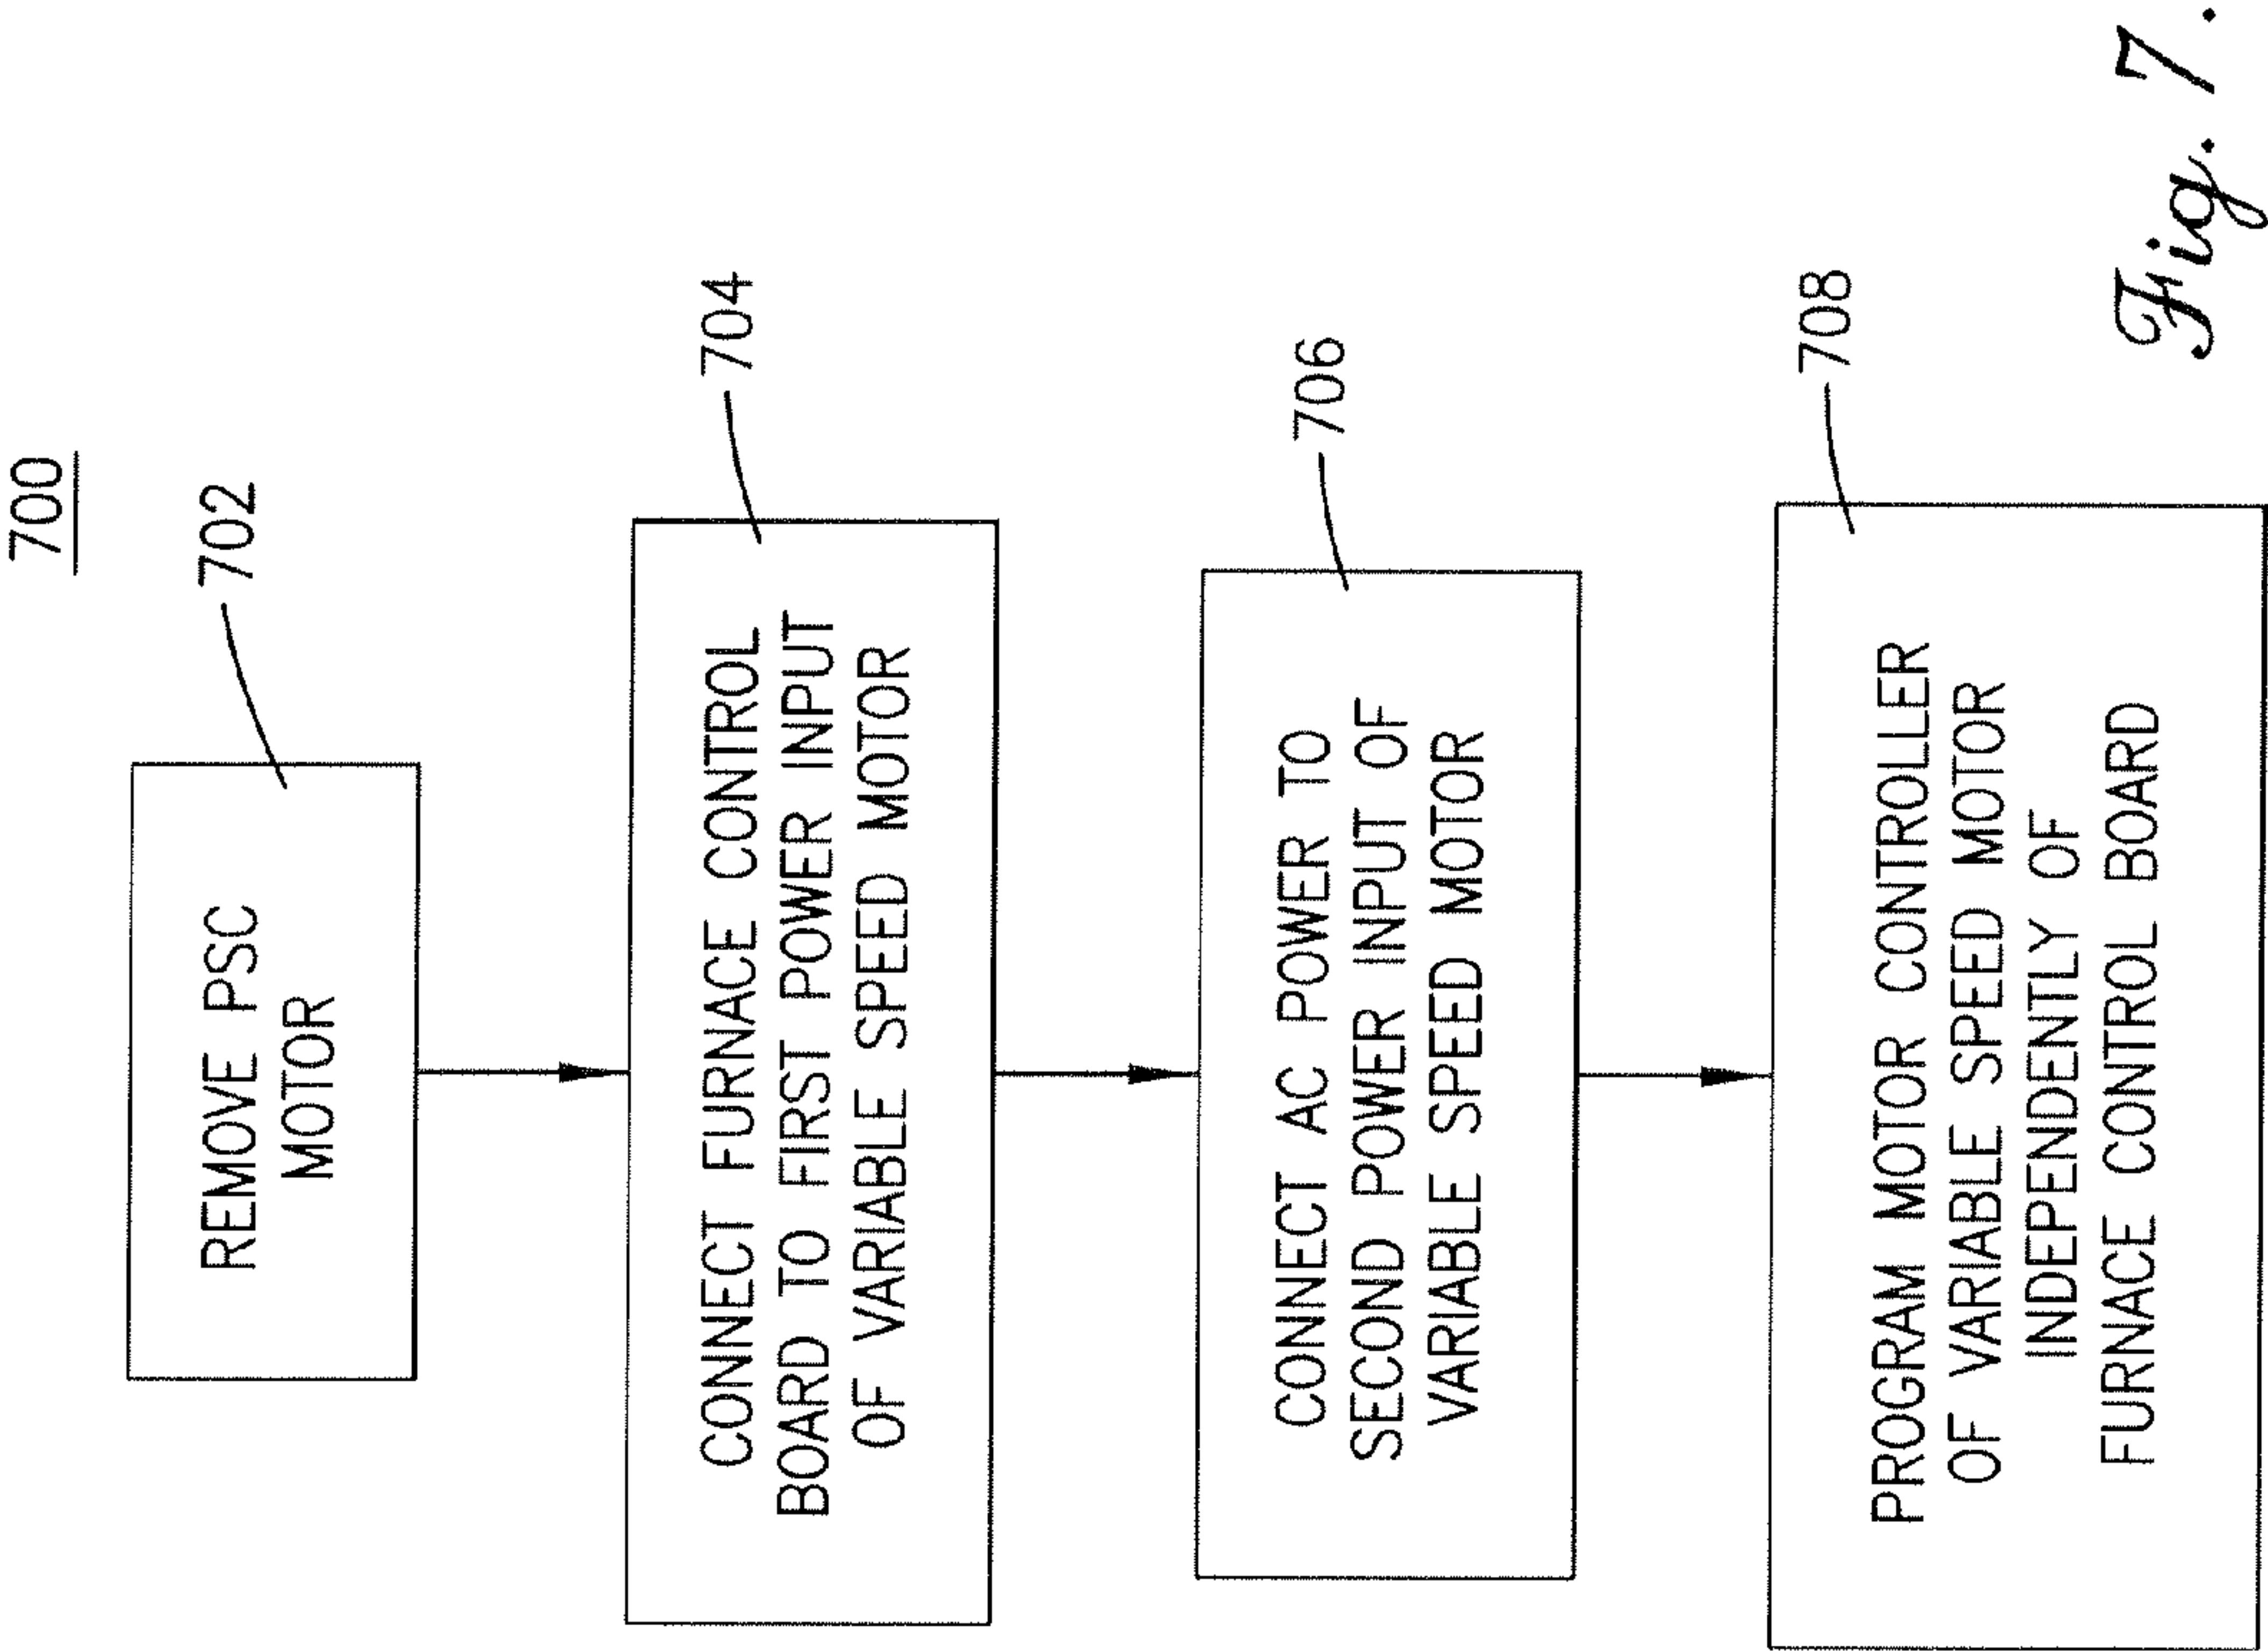 700
702
REMOVE PSC
MOTOR
704
CONNECT FURNACE CONTROL
BOARD TO FIRST POWER INPUT
OF VARIABLE SPEED MOTOR
706
CONNECT AC POWER TO
SECOND POWER INPUT OF
VARIABLE SPEED MOTOR
708
PROGRAM MOTOR CONTROLLER
OF VARIABLE SPEED MOTOR
INDEPENDENTLY OF
FURNACE CONTROL BOARD
Fig. 7.